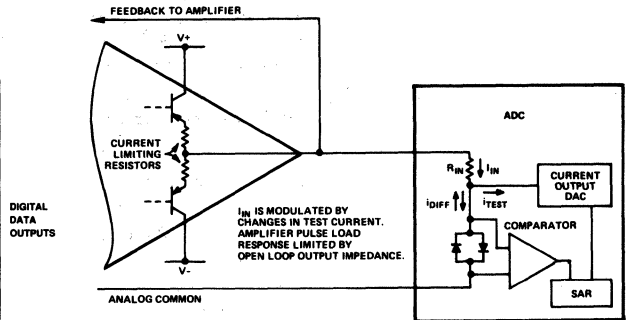 FEEDBACK TO AMPLIFIER
V+
CURRENT
LIMITING
RESISTORS
V-
ANALOG COMMON
DIGITAL
DATA
OUTPUTS
I_IN IS MODULATED BY
CHANGES IN TEST CURRENT.
AMPLIFIER PULSE LOAD
RESPONSE LIMITED BY
OPEN LOOP OUTPUT IMPEDANCE.
ADC
R_IN
I_IN
i_DIFF
i_TEST
CURRENT
OUTPUT
DAC
COMPARATOR
SAR